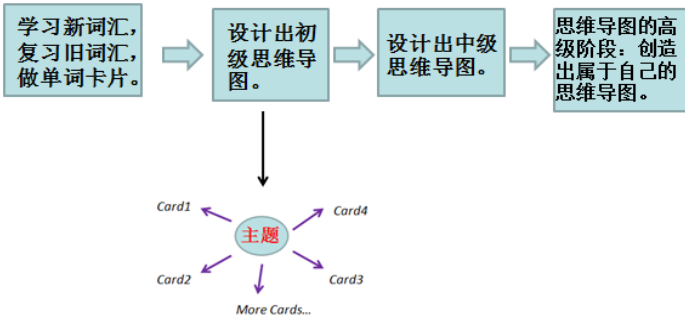 学习新词汇，
复习旧词汇，
做单词卡片。
设计出初
级思维导
图。
设计出中级
思维导图。
思维导图的高
级阶段：创造
出属于自己的
思维导图。
Card1
Card4
主题
Card2
Card3
More Cards...